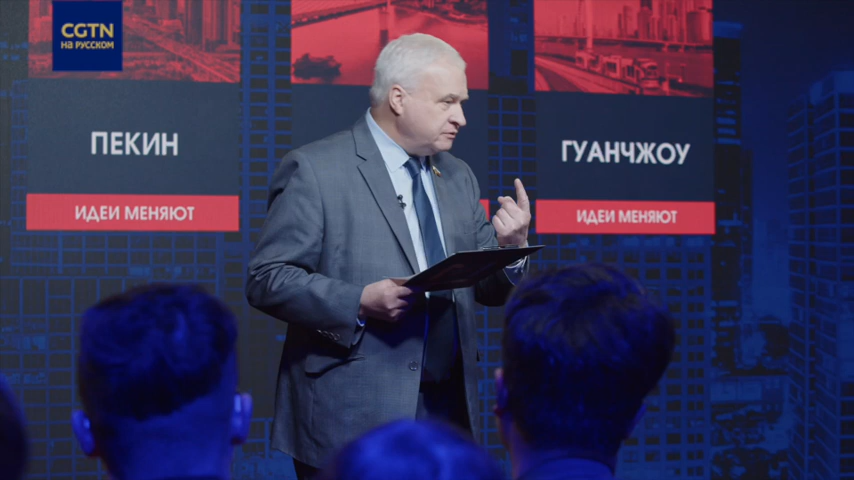 CGTN
НА РУССКОМ
ПЕКИН
ИДЕИ МЕНЯЮТ
ГУАНЧЖОУ
ИДЕИ МЕНЯЮТ